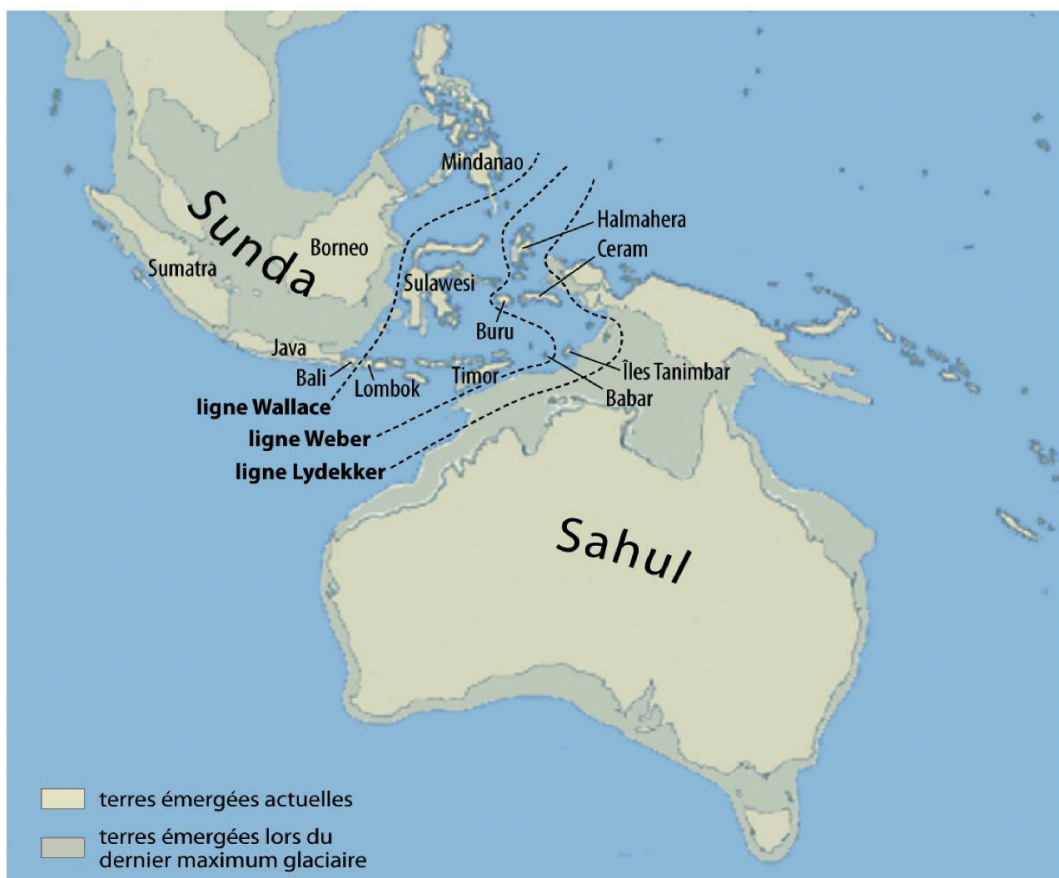 Mindanao
Sunda
Halmahera
Ceram
Borneo
Sumatra
Sulawesi
Buru
Java
Bali
Lombok
Timor
Îles Tanimbar
Babar
ligne Wallace
ligne Weber
ligne Lydekker
Sahul
terres émergées actuelles
terres émergées lors du
dernier maximum glaciaire